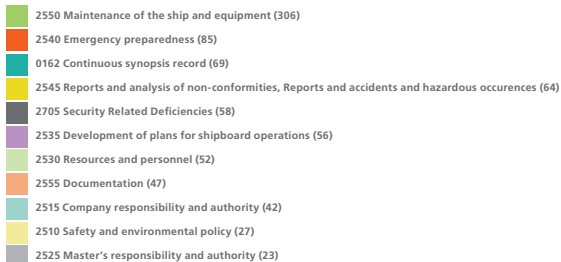 2550 Maintenance of the ship and equipment (306)
2540 Emergency preparedness (85)
0162 Continuous synopsis record (69)
2545 Reports and analysis of non-conformities, Reports and accidents and hazardous occurences (64)
2705 Security Related Deficiencies (58)
2535 Development of plans for shipboard operations (56)
2530 Resources and personnel (52)
2555 Documentation (47)
2515 Company responsibility and authority (42)
2510 Safety and environmental policy (27)
2525 Master's responsibility and authority (23)